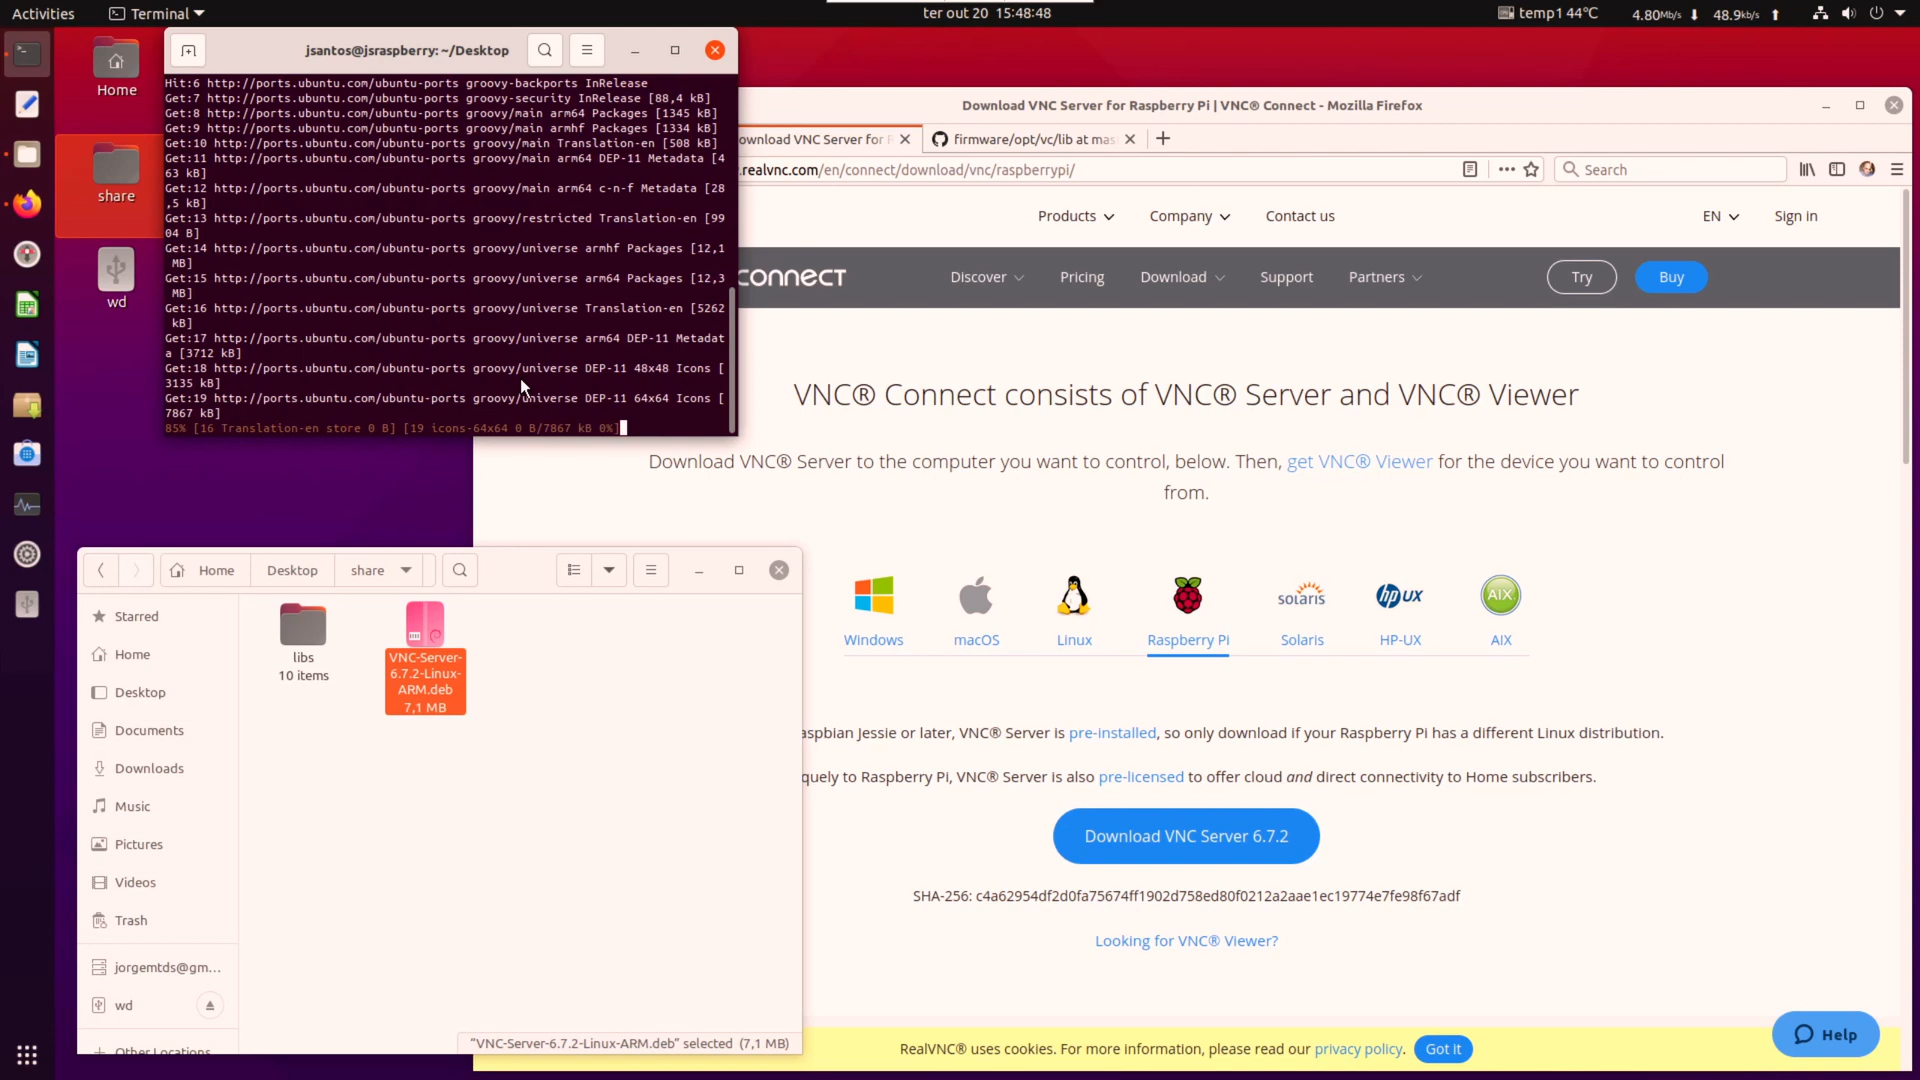 Activities
Terminal
ter out 20 15:48:48
temp1 44°C
4.80Mb/s
48.9kb/s
Home
share
wd
jsantos@jsraspberry: ~/Desktop
Hit:6 http://ports.ubuntu.com/ubuntu-ports groovy-backports InRelease
Get:7 http://ports.ubuntu.com/ubuntu-ports groovy-security InRelease [88,4 kB]
Get:8 http://ports.ubuntu.com/ubuntu-ports groovy/main arm64 Packages [1345 kB]
Get:9 http://ports.ubuntu.com/ubuntu-ports groovy/main armhf Packages [1334 kB]
Get:10 http://ports.ubuntu.com/ubuntu-ports groovy/main Translation-en [508 kB]
Get:11 http://ports.ubuntu.com/ubuntu-ports groovy/main arm64 DEP-11 Metadata [4
63 kB]
Get:12 http://ports.ubuntu.com/ubuntu-ports groovy/main arm64 c-n-f Metadata [28
,5 kB]
Get:13 http://ports.ubuntu.com/ubuntu-ports groovy/restricted Translation-en [99
04 B]
Get:14 http://ports.ubuntu.com/ubuntu-ports groovy/universe armhf Packages [12,1
MB]
Get:15 http://ports.ubuntu.com/ubuntu-ports groovy/universe arm64 Packages [12,3
MB]
Get:16 http://ports.ubuntu.com/ubuntu-ports groovy/universe Translation-en [5262
kB]
Get:17 http://ports.ubuntu.com/ubuntu-ports groovy/universe arm64 DEP-11 Metadat
a [3712 kB]
Get:18 http://ports.ubuntu.com/ubuntu-ports groovy/universe DEP-11 48x48 Icons [
3135 kB]
Get:19 http://ports.ubuntu.com/ubuntu-ports groovy/universe DEP-11 64x64 Icons [
7867 kB]
85% [16 Translation-en store 0 B] [19 icons-64x64 0 B/7867 kB 0%]
Download VNC Server for Raspberry Pi | VNC® Connect - Mozilla Firefox
ownload VNC Server for R
firmware/opt/vc/lib at mas
.realvnc.com/en/connect/download/vnc/raspberrypi/
Search
Products
Company
Contact us
EN
Sign in
connect
Discover
Pricing
Download
Support
Partners
Try
Buy
VNC® Connect consists of VNC® Server and VNC® Viewer
Download VNC® Server to the computer you want to control, below. Then, get VNC® Viewer for the device you want to control
from.
Windows
macOS
Linux
Raspberry Pi
solaris
Solaris
hp UX
HP-UX
AIX
AIX
aspbian Jessie or later, VNC® Server is pre-installed, so only download if your Raspberry Pi has a different Linux distribution.
quely to Raspberry Pi, VNC® Server is also pre-licensed to offer cloud and direct connectivity to Home subscribers.
Download VNC Server 6.7.2
SHA-256: c4a62954df2d0fa75674ff1902d758ed80f0212a2aae1ec19774e7fe98f67adf
Looking for VNC® Viewer?
RealVNC® uses cookies. For more information, please read our privacy policy.
Got it
Help
Home
Desktop
share
Starred
Home
Desktop
Documents
Downloads
Music
Pictures
Videos
Trash
jorgemtds@gm...
wd
Other Locations
libs
10 items
VNC-Server-
6.7.2-Linux-
ARM.deb
7,1 MB
"VNC-Server-6.7.2-Linux-ARM.deb" selected (7,1 MB)